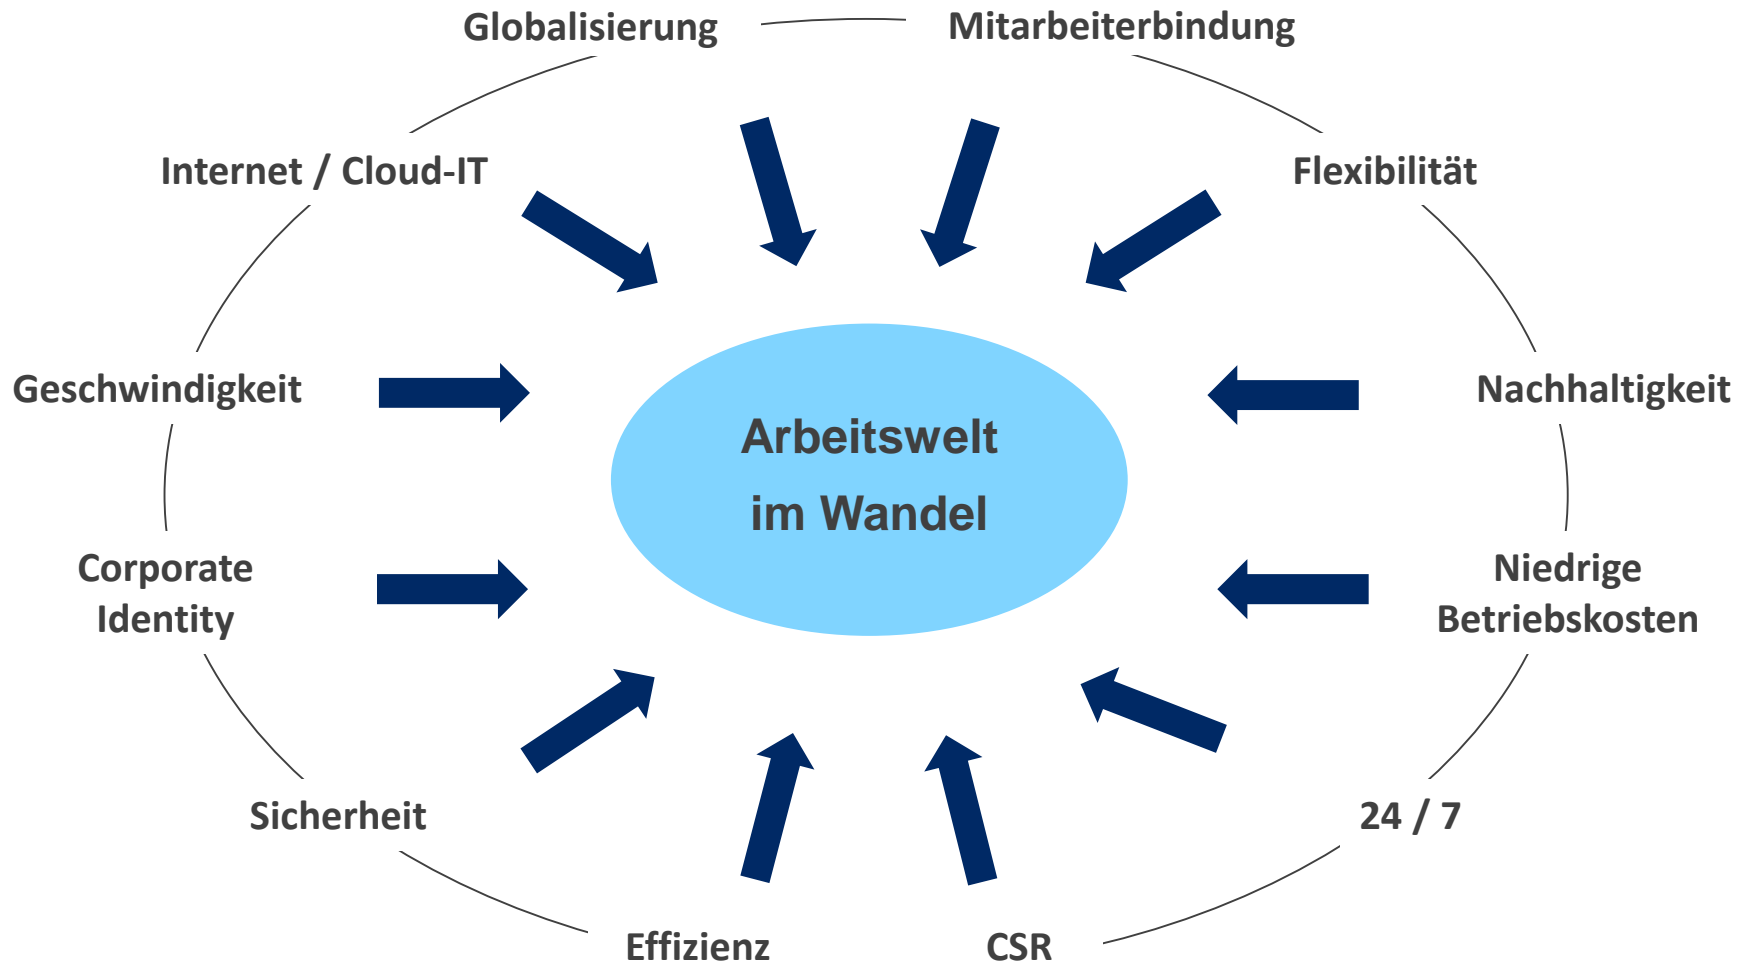 Globalisierung
Mitarbeiterbindung
Internet / Cloud-IT
Flexibilität
Geschwindigkeit
Nachhaltigkeit
Arbeitswelt
im Wandel
Corporate
Identity
Niedrige
Betriebskosten
Sicherheit
24 / 7
Effizienz
CSR